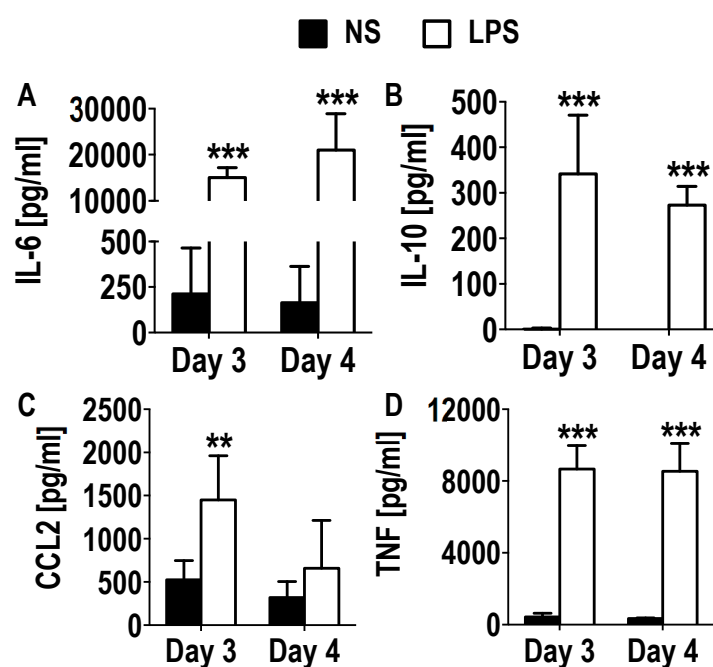 NS LPS
A
IL-6 [pg/ml]
30000
20000
10000
500
250
0
*** ***
Day 3 Day 4
B
IL-10 [pg/ml]
500
400
300
200
100
0
*** ***
Day 3 Day 4
C
CCL2 [pg/ml]
2500
2000
1500
1000
500
0
**
Day 3 Day 4
D
TNF [pg/ml]
12000
8000
4000
0
*** ***
Day 3 Day 4